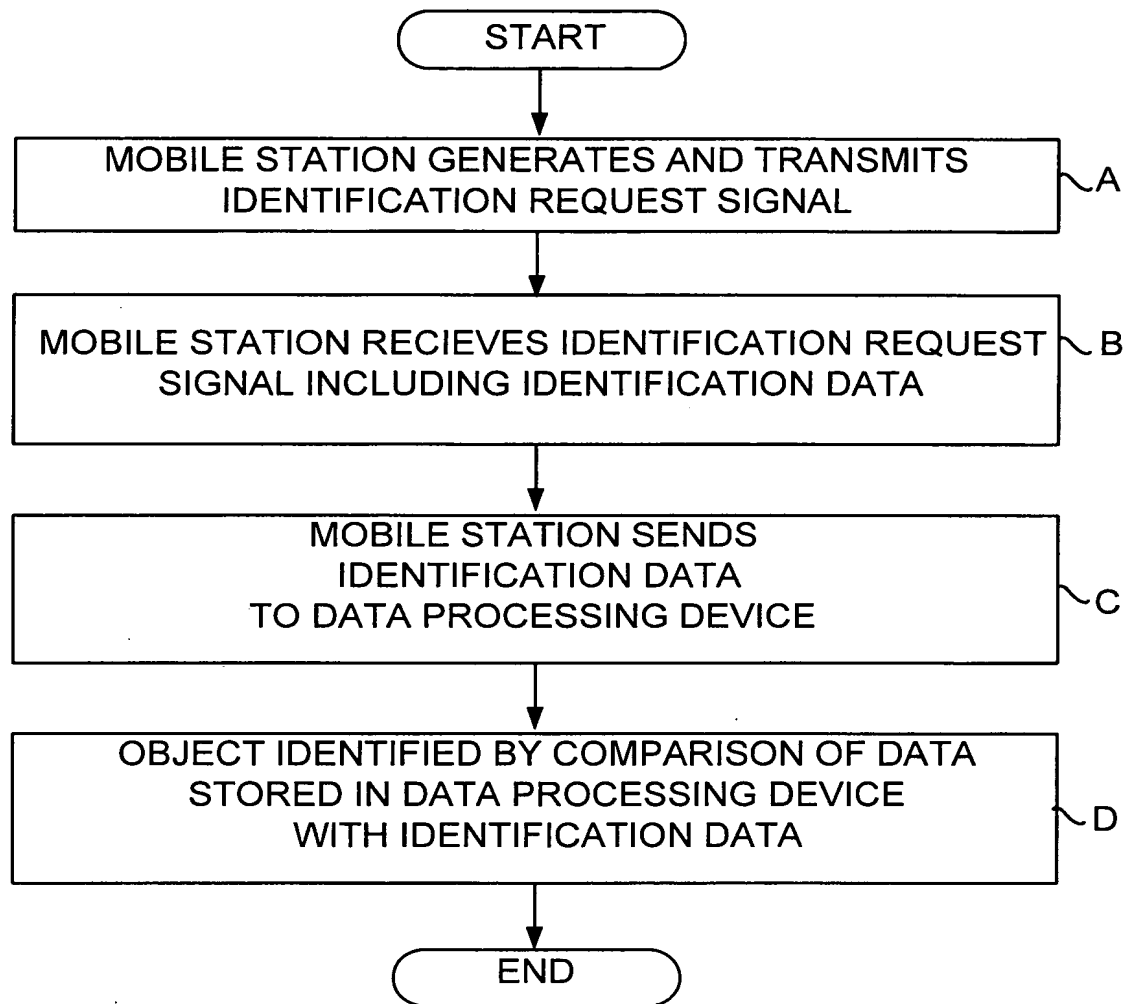 START
MOBILE STATION GENERATES AND TRANSMITS
IDENTIFICATION REQUEST SIGNAL
A
MOBILE STATION RECIEVES IDENTIFICATION REQUEST
SIGNAL INCLUDING IDENTIFICATION DATA
B
MOBILE STATION SENDS
IDENTIFICATION DATA
TO DATA PROCESSING DEVICE
C
OBJECT IDENTIFIED BY COMPARISON OF DATA
STORED IN DATA PROCESSING DEVICE
WITH IDENTIFICATION DATA
D
END